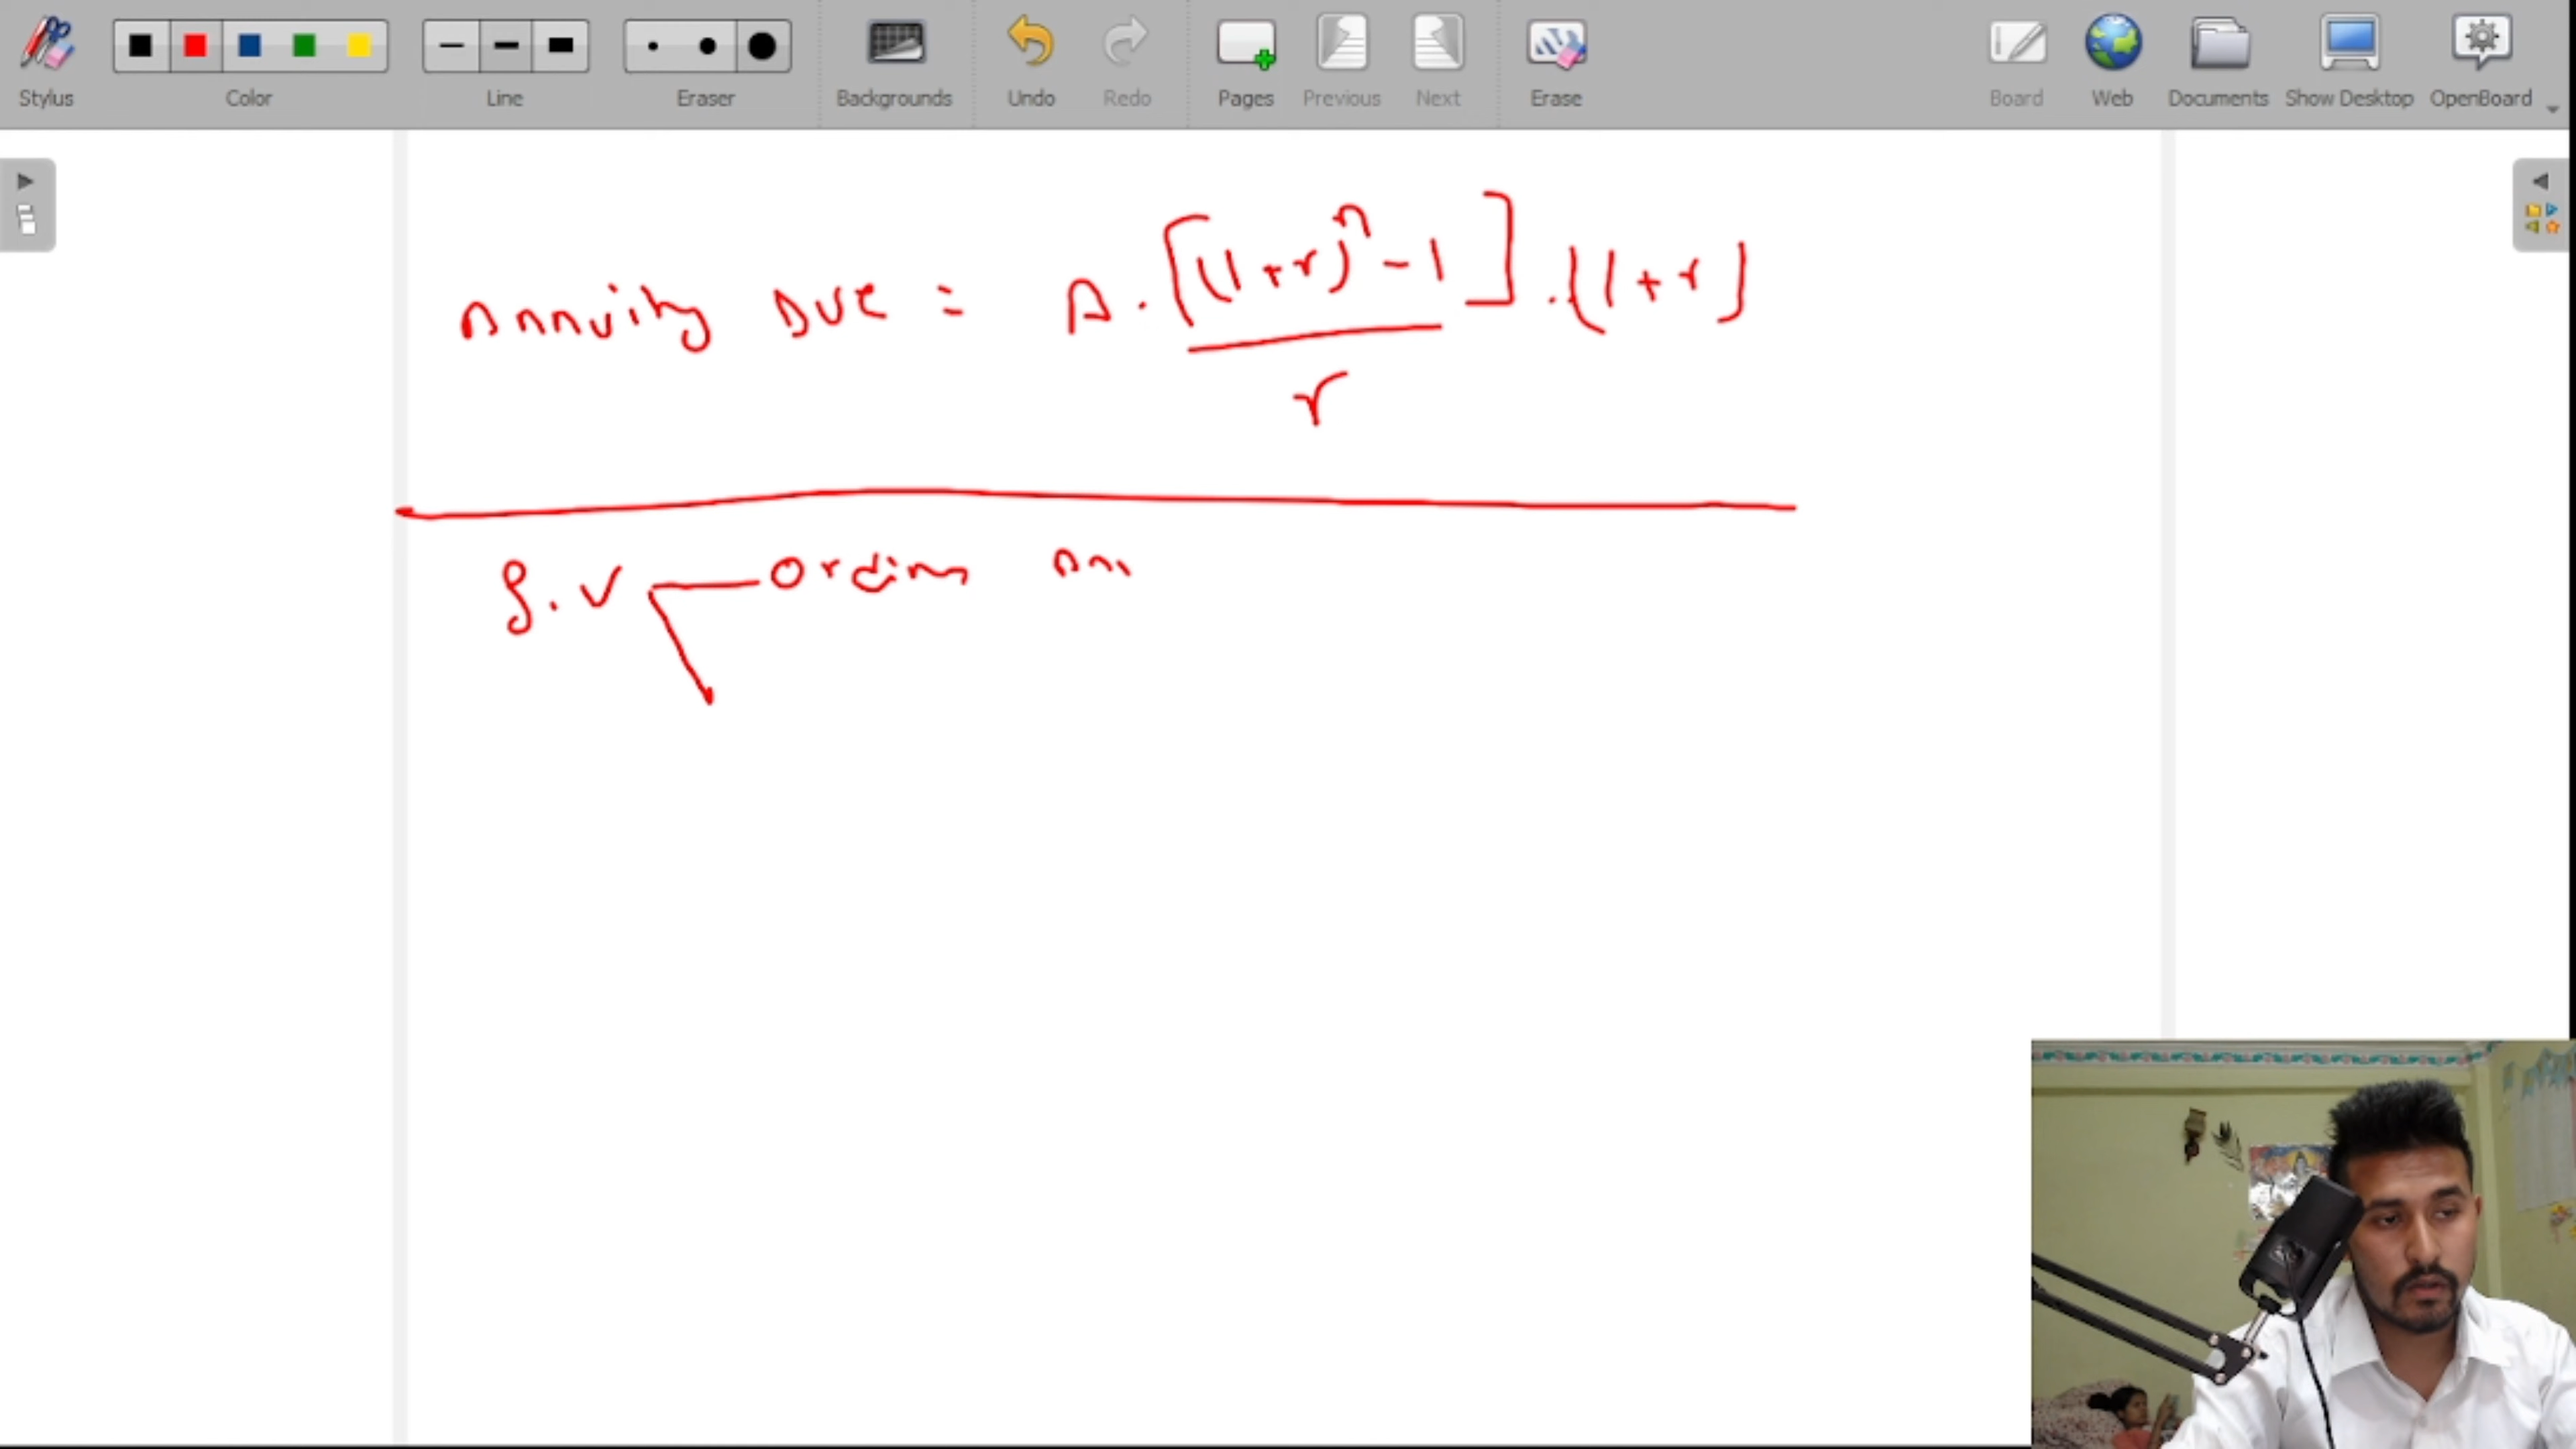 Stylus Color Line Eraser Backgrounds Undo Redo Pages Previous Next Erase Board Web Documents Show Desktop OpenBoard
Annuity Due = A . [(1+r)^n - 1] . (1+r)
r
P.V Ordinary Ann